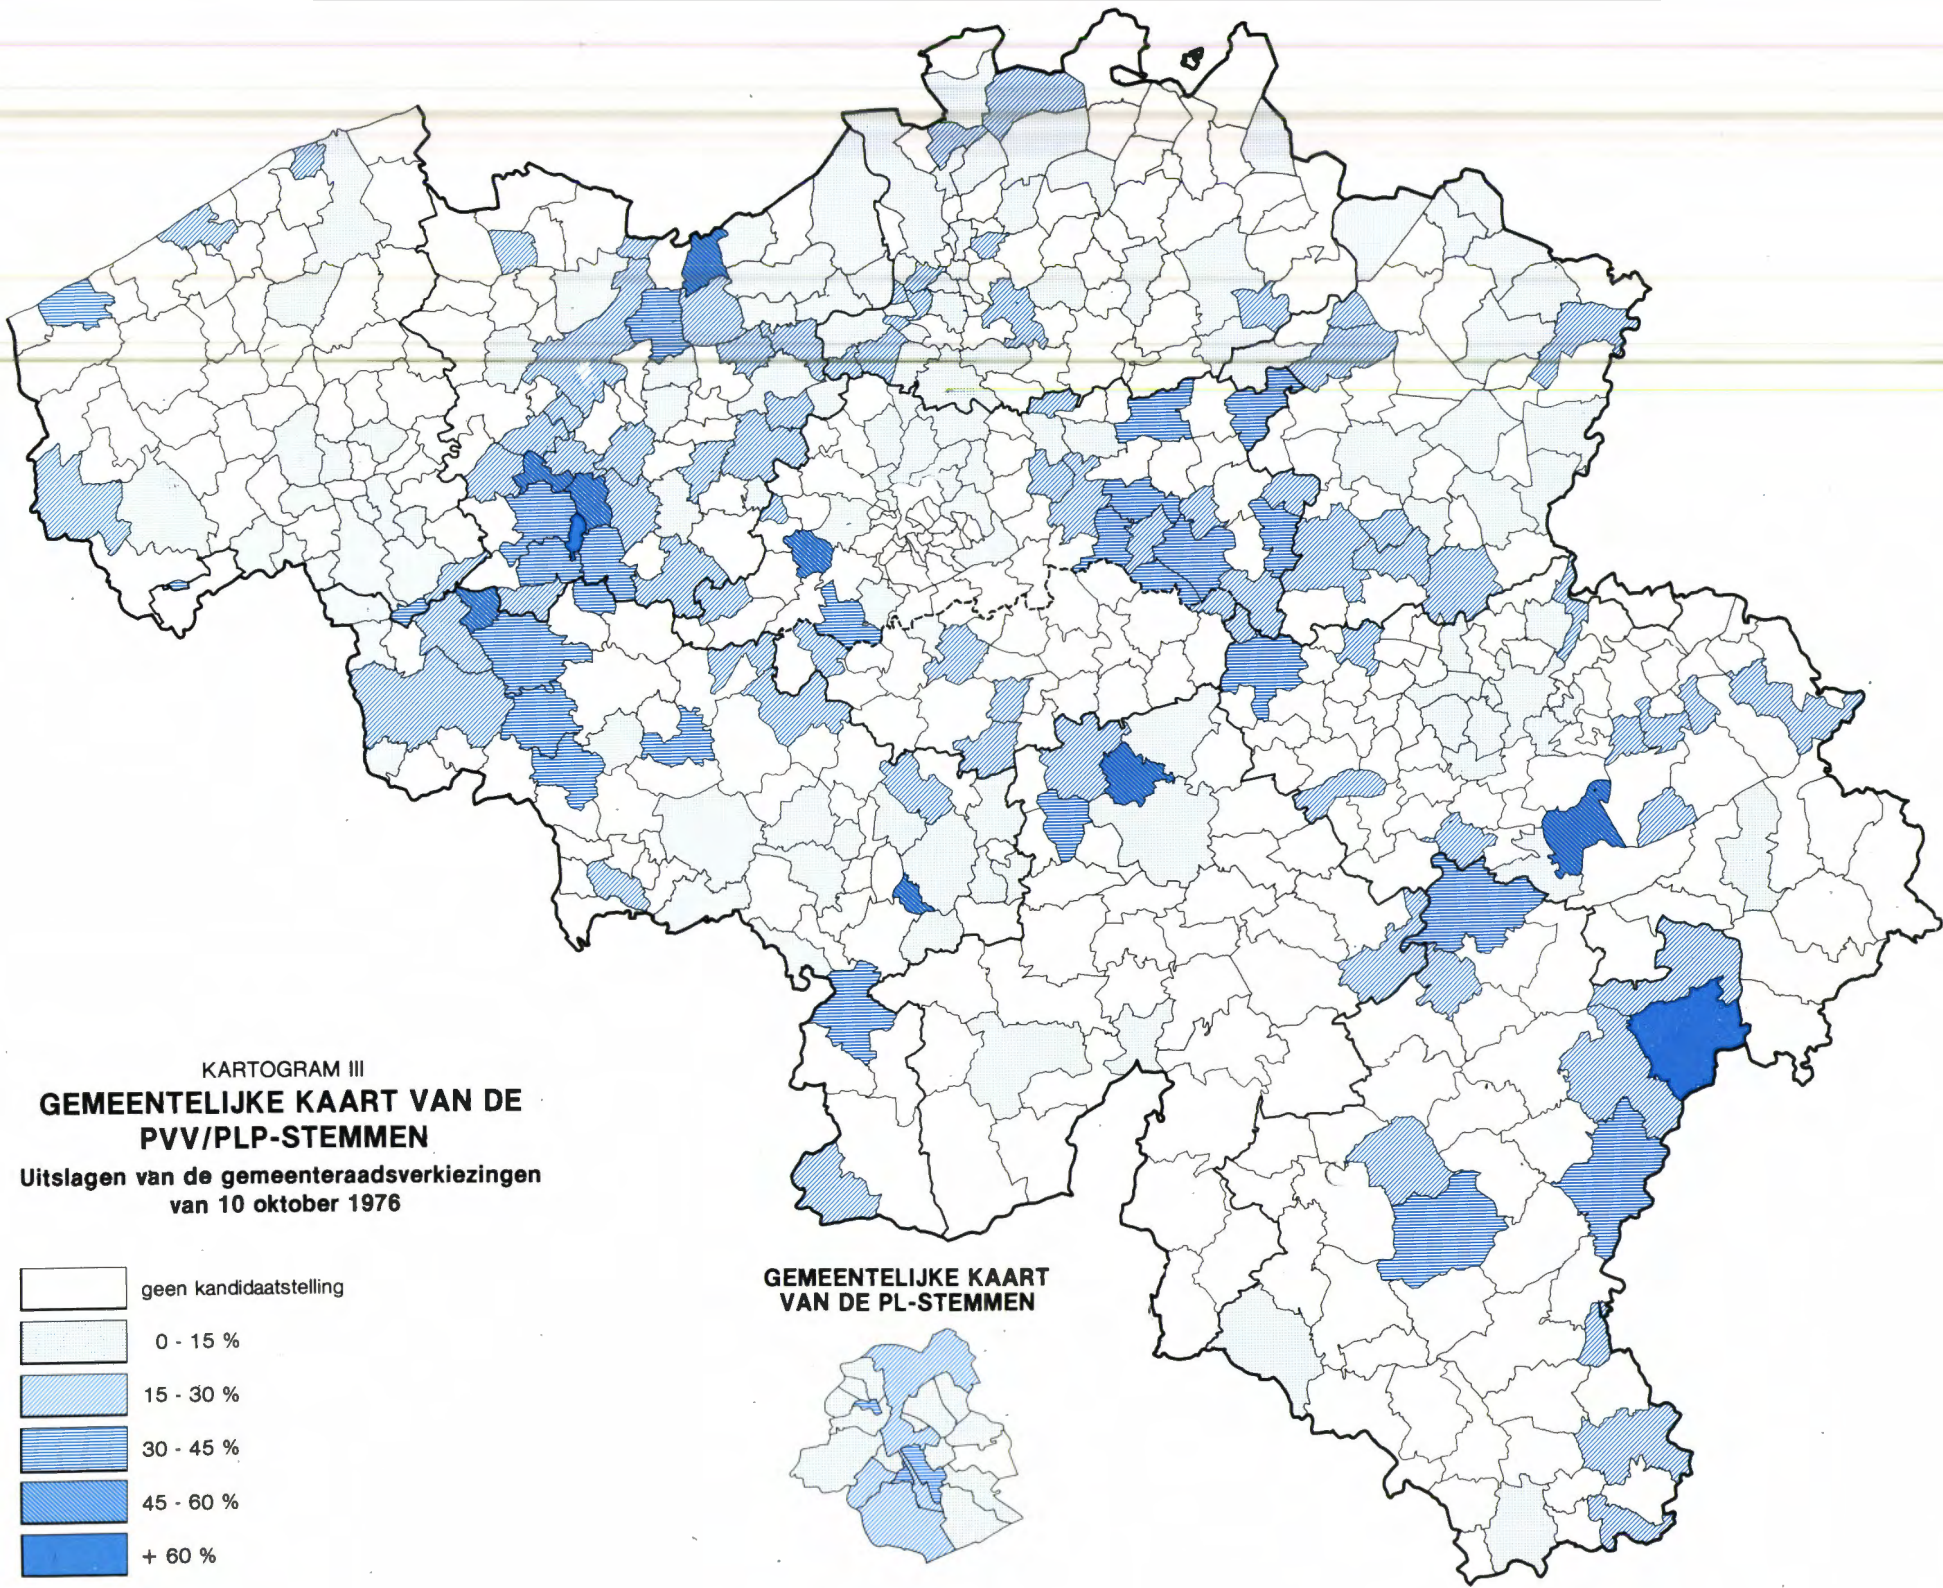 KARTOGRAM III
GEMEENTELIJKE KAART VAN DE
PVV/PLP-STEMMEN
Uitslagen van de gemeenteraadsverkiezingen
van 10 oktober 1976
geen kandidaatstelling
0 - 15 %
15 - 30 %
30 - 45 %
45 - 60 %
+ 60 %
GEMEENTELIJKE KAART
VAN DE PL-STEMMEN